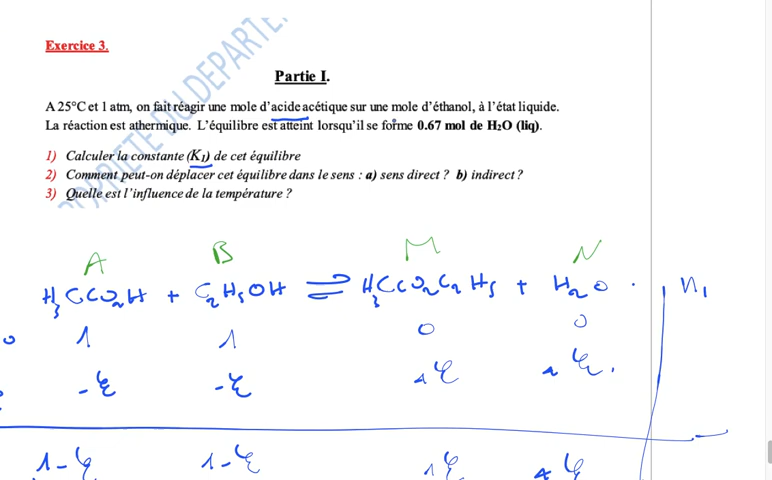 Exercice 3.
Partie I.
A 25°C et 1 atm, on fait réagir une mole d'acide acétique sur une mole d'éthanol, à l'état liquide.
La réaction est athermique. L'équilibre est atteint lorsqu'il se forme 0.67 mol de H₂O (liq).
1) Calculer la constante (K₁) de cet équilibre
2) Comment peut-on déplacer cet équilibre dans le sens : a) sens direct ? b) indirect ?
3) Quelle est l'influence de la température ?
A B M N
H₃CCO₂H + C₂H₅OH ⇌ H₃CCO₂C₂H₅ + H₂O . n₁
0 1 1 0 0
-ξ -ξ +ξ +ξ.
1-ξ 1-ξ +ξ +ξ